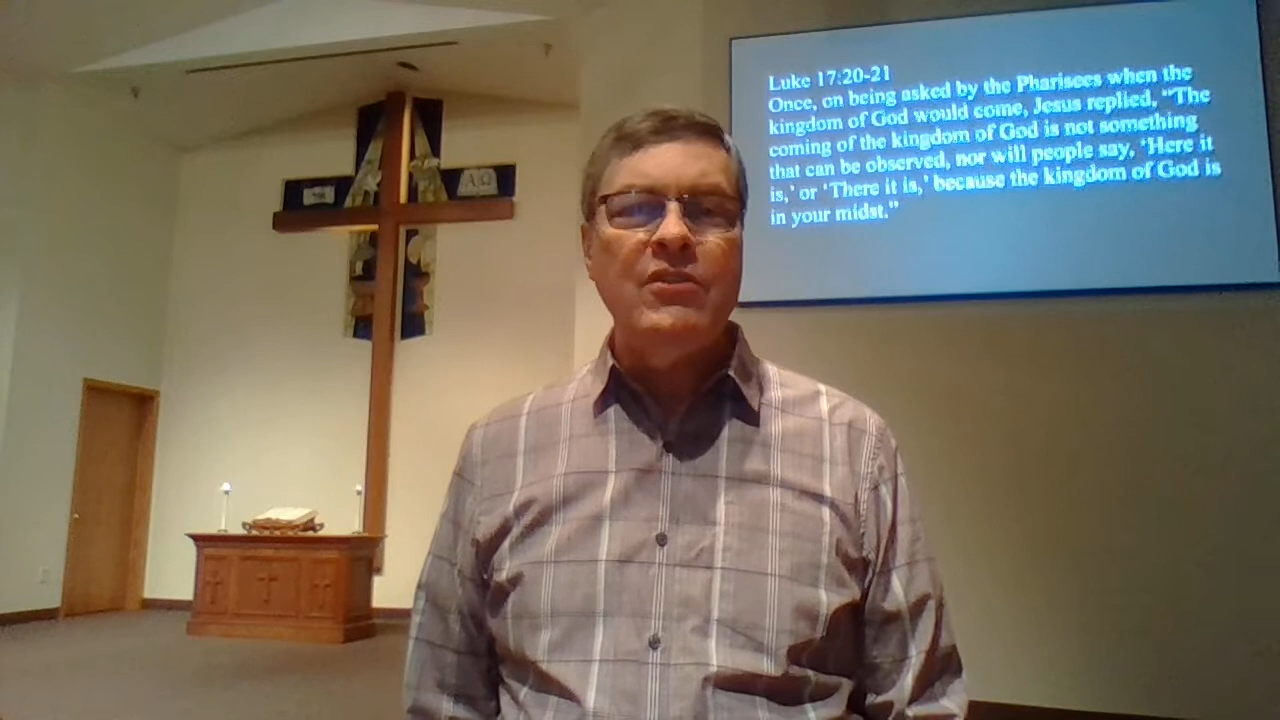 Luke 17:20-21
Once, on being asked by the Pharisees when the
kingdom of God would come, Jesus replied, "The
coming of the kingdom of God is not something
that can be observed, nor will people say, 'Here it
is,' or 'There it is,' because the kingdom of God is
in your midst."
ΑΩ